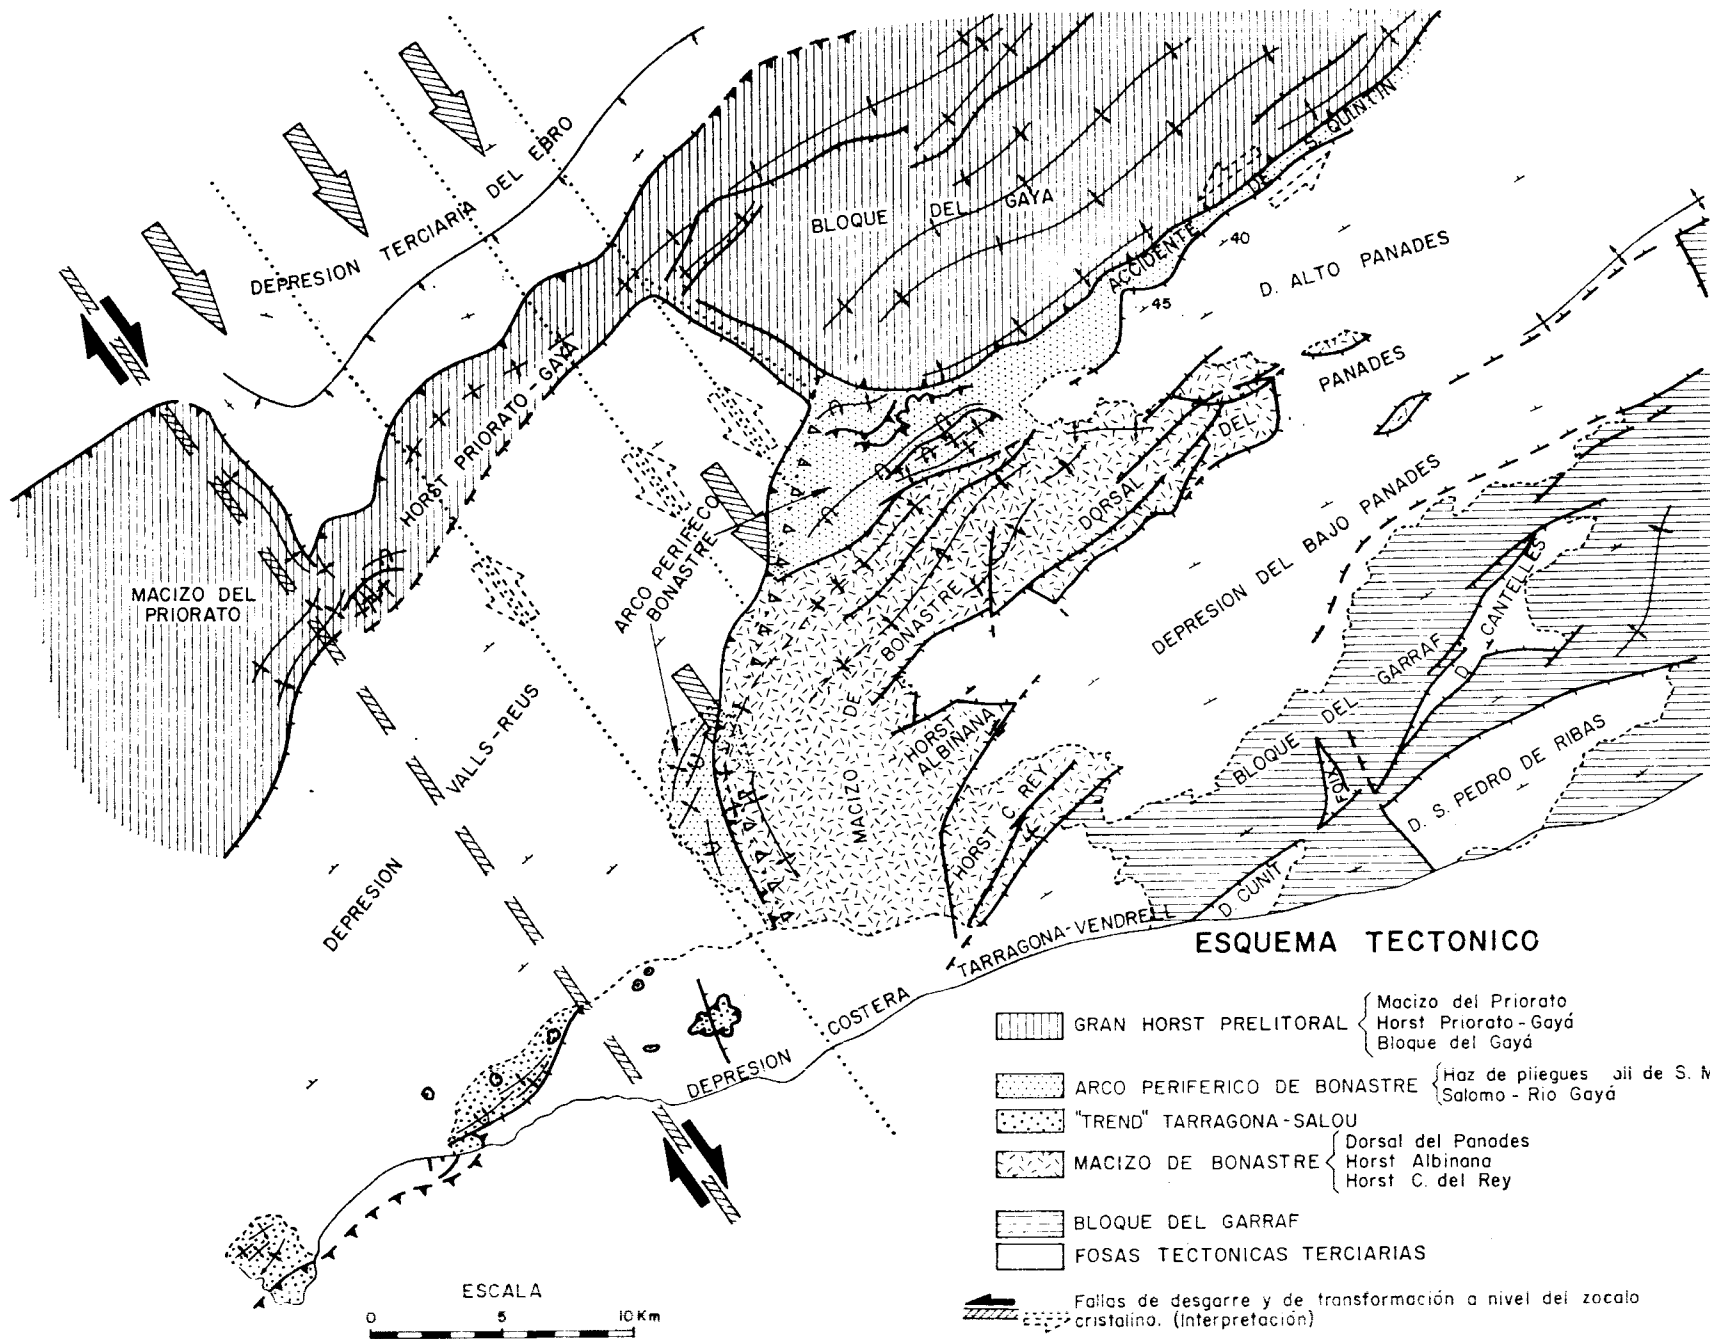 DEPRESION TERCIARIA DEL EBRO
BLOQUE DEL GAYA
ACCIDENTE DE S. QUINTIN
40
45
D. ALTO PANADES
HORST PRIORATO-GAYA
PANADES
DEL
DORSAL
MACIZO DEL
PRIORATO
ARCO PERIFECO
BONASTRE
MACIZO DE BONASTRE
DEPRESION DEL BAJO PANADES
HORST
ALBINANA
HORST C. REY
BLOQUE DEL GARRAF
D. CANTELLES
FOIX
D. S. PEDRO DE RIBAS
D. CUNIT
DEPRESION VALLS-REUS
DEPRESION COSTERA TARRAGONA-VENDRELL
ESQUEMA TECTONICO
GRAN HORST PRELITORAL
Macizo del Priorato
Horst Priorato-Gayá
Bloque del Gayá
ARCO PERIFERICO DE BONASTRE
Haz de pliegues de S. M
Salomo - Rio Gayá
"TREND" TARRAGONA-SALOU
MACIZO DE BONASTRE
Dorsal del Panades
Horst Albinana
Horst C. del Rey
BLOQUE DEL GARRAF
FOSAS TECTONICAS TERCIARIAS
Fallas de desgarre y de transformación a nivel del zocalo
cristalino. (Interpretación)
ESCALA
0 5 10 Km